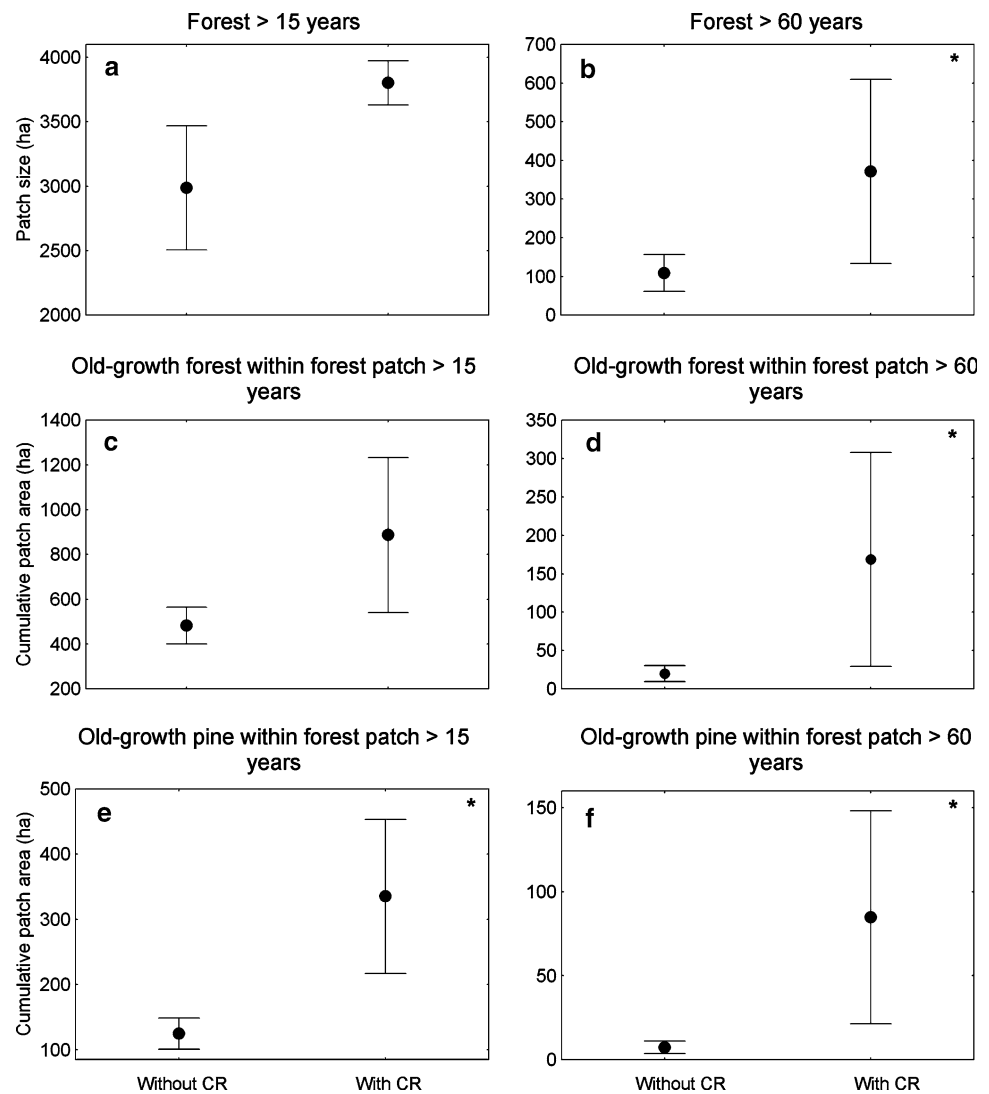 Forest > 15 years
a
Patch size (ha)
4000
3500
3000
2500
2000
Forest > 60 years
b
*
700
600
500
400
300
200
100
0
Old-growth forest within forest patch > 15
years
c
Cumulative patch area (ha)
1400
1200
1000
800
600
400
200
Old-growth forest within forest patch > 60
years
d
*
350
300
250
200
150
100
50
0
Old-growth pine within forest patch > 15
years
e
*
Cumulative patch area (ha)
500
400
300
200
100
Without CR
With CR
Old-growth pine within forest patch > 60
years
f
*
150
100
50
0
Without CR
With CR